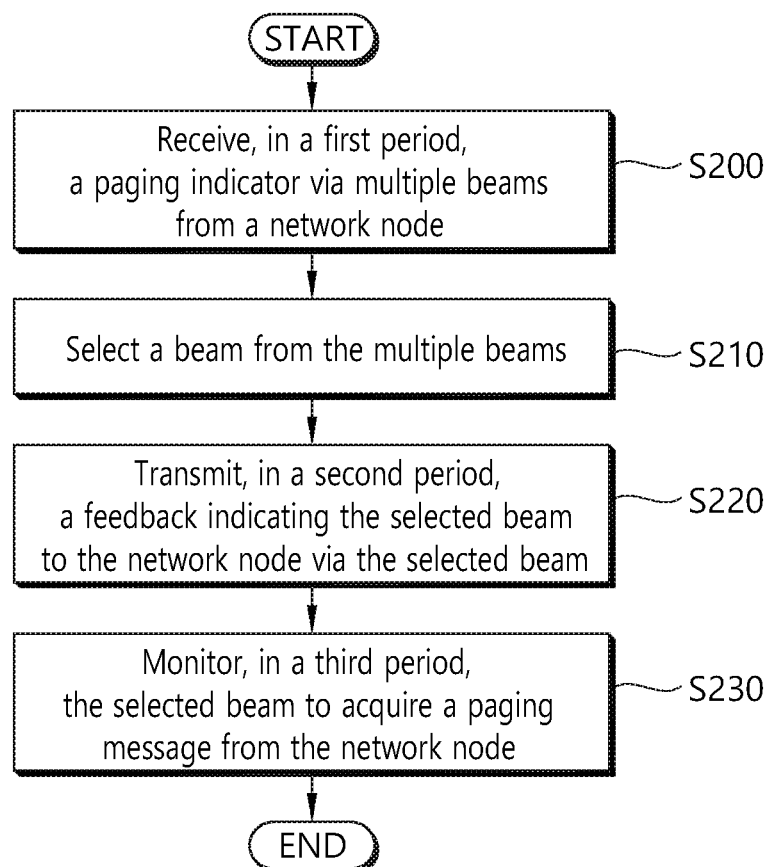 START
Receive, in a first period,
a paging indicator via multiple beams
from a network node
S200
Select a beam from the multiple beams
S210
Transmit, in a second period,
a feedback indicating the selected beam
to the network node via the selected beam
S220
Monitor, in a third period,
the selected beam to acquire a paging
message from the network node
S230
END